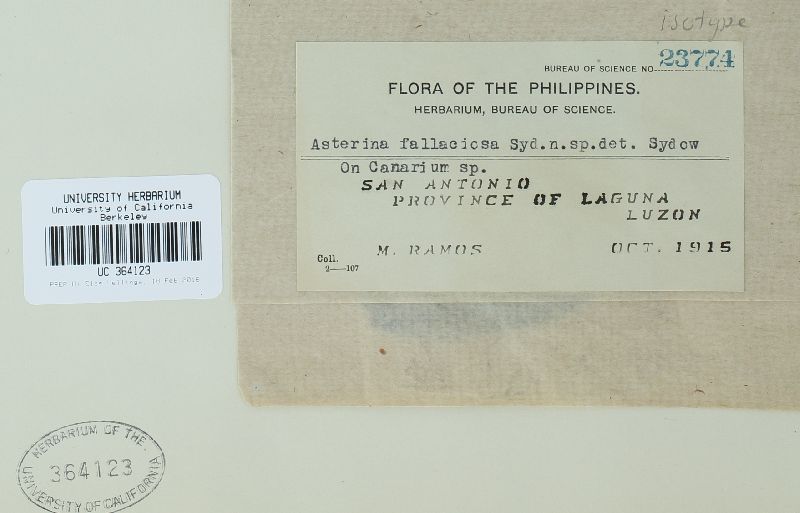 isotype
BUREAU OF SCIENCE NO. 23774
FLORA OF THE PHILIPPINES.
HERBARIUM, BUREAU OF SCIENCE.
Asterina fallaciosa Syd.n.sp.det. Sydow
On Canarium sp.
SAN ANTONIO
PROVINCE OF LAGUNA
LUZON
Coll. M. RAMOS OCT. 1915
2—107
UNIVERSITY HERBARIUM
University of California
Berkeley
UC 364123
HERBARIUM OF THE
364123
UNIVERSITY OF CALIFORNIA